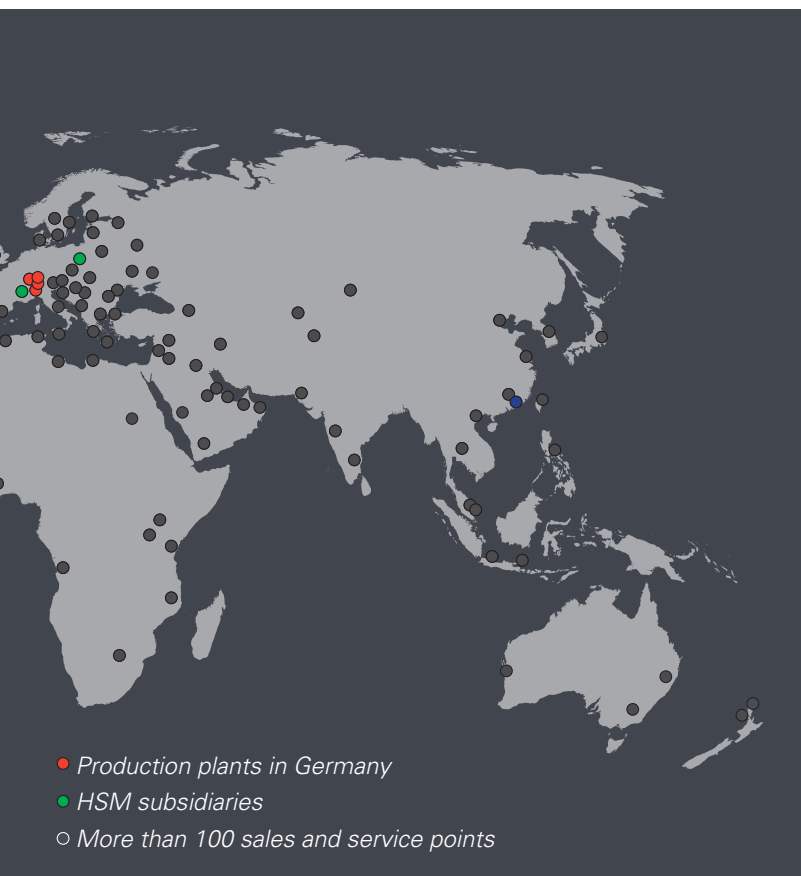 Production plants in Germany
HSM subsidiaries
More than 100 sales and service points